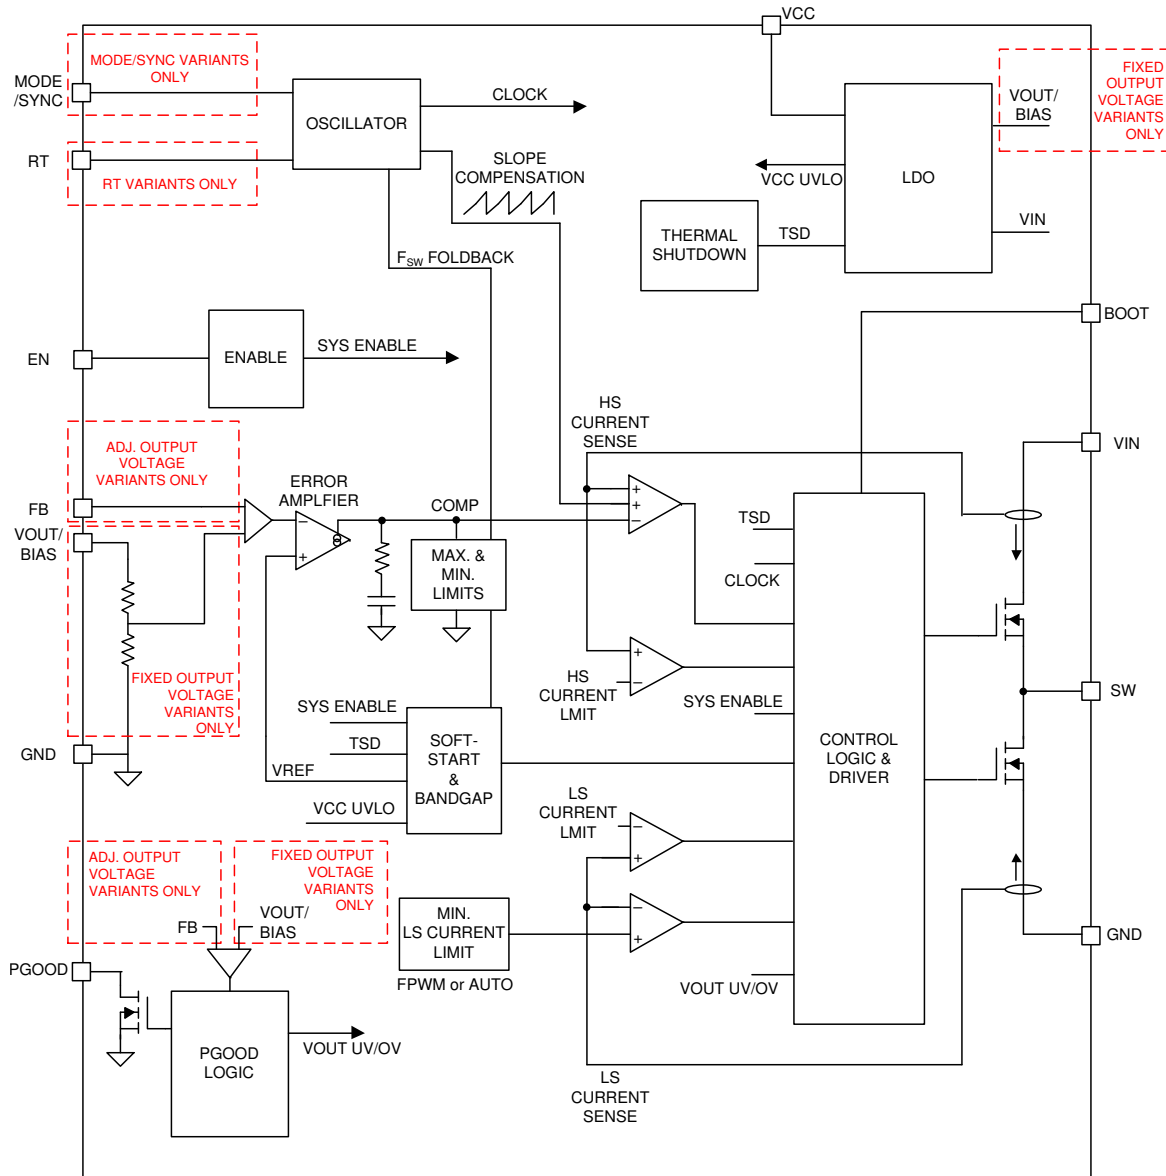 VCC
MODE/SYNC VARIANTS
ONLY
MODE
/SYNC
OSCILLATOR
CLOCK
VOUT/
BIAS
FIXED
OUTPUT
VOLTAGE
VARIANTS
ONLY
RT
RT VARIANTS ONLY
SLOPE
COMPENSATION
VCC UVLO
LDO
THERMAL
SHUTDOWN
TSD
VIN
FSW FOLDBACK
BOOT
EN
ENABLE
SYS ENABLE
HS
CURRENT
SENSE
VIN
ADJ. OUTPUT
VOLTAGE
VARIANTS ONLY
ERROR
AMPLFIER
FB
VOUT/
BIAS
COMP
+
+
−
−
+
MAX. &
MIN.
LIMITS
TSD
CLOCK
FIXED OUTPUT
VOLTAGE
VARIANTS
ONLY
+
−
HS
CURRENT
LMIT
SYS ENABLE
SW
GND
SYS ENABLE
TSD
VREF
VCC UVLO
SOFT-
START
&
BANDGAP
CONTROL
LOGIC &
DRIVER
LS
CURRENT
LMIT
−
+
ADJ. OUTPUT
VOLTAGE
VARIANTS ONLY
FIXED OUTPUT
VOLTAGE
VARIANTS
ONLY
FB
VOUT/
BIAS
MIN.
LS CURRENT
LIMIT
−
+
FPWM or AUTO
GND
PGOOD
VOUT UV/OV
PGOOD
LOGIC
VOUT UV/OV
LS
CURRENT
SENSE